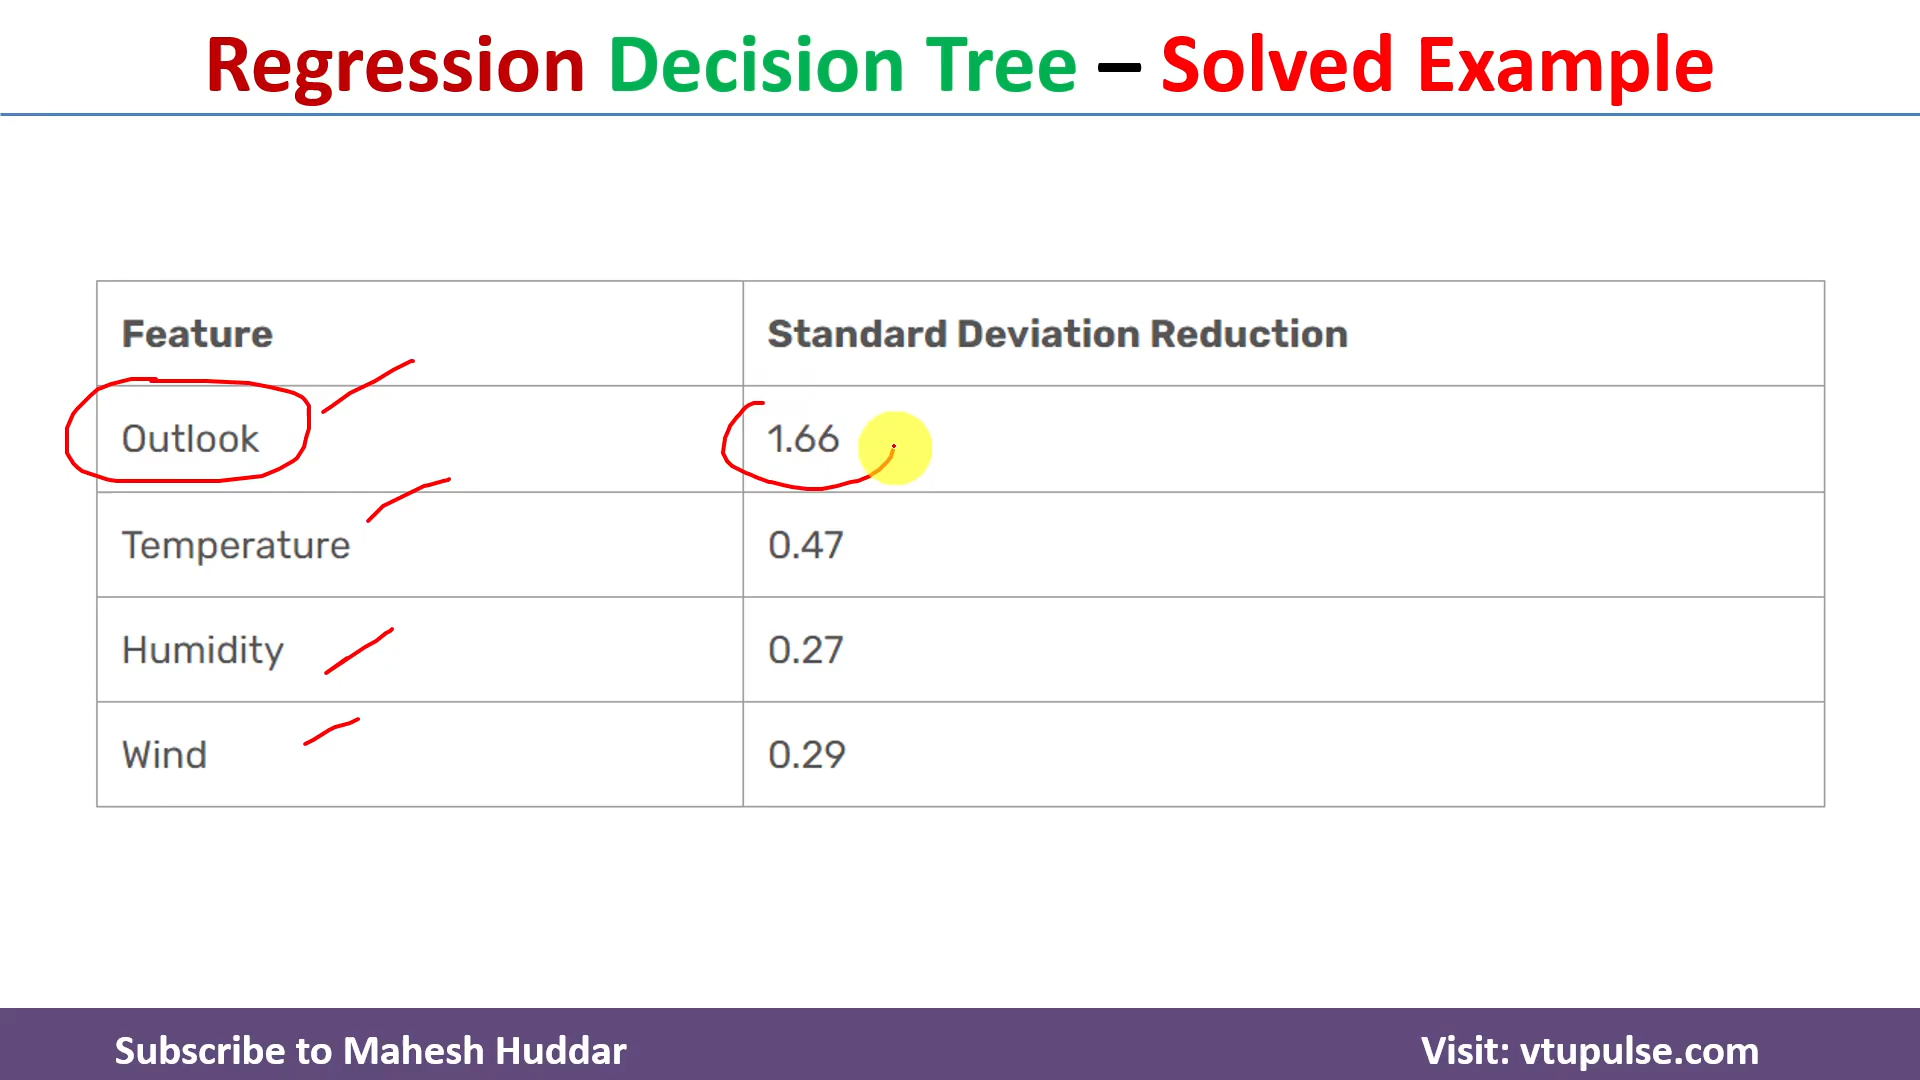 Regression Decision Tree – Solved Example
Feature Standard Deviation Reduction
Outlook 1.66
Temperature 0.47
Humidity 0.27
Wind 0.29
Subscribe to Mahesh Huddar Visit: vtupulse.com